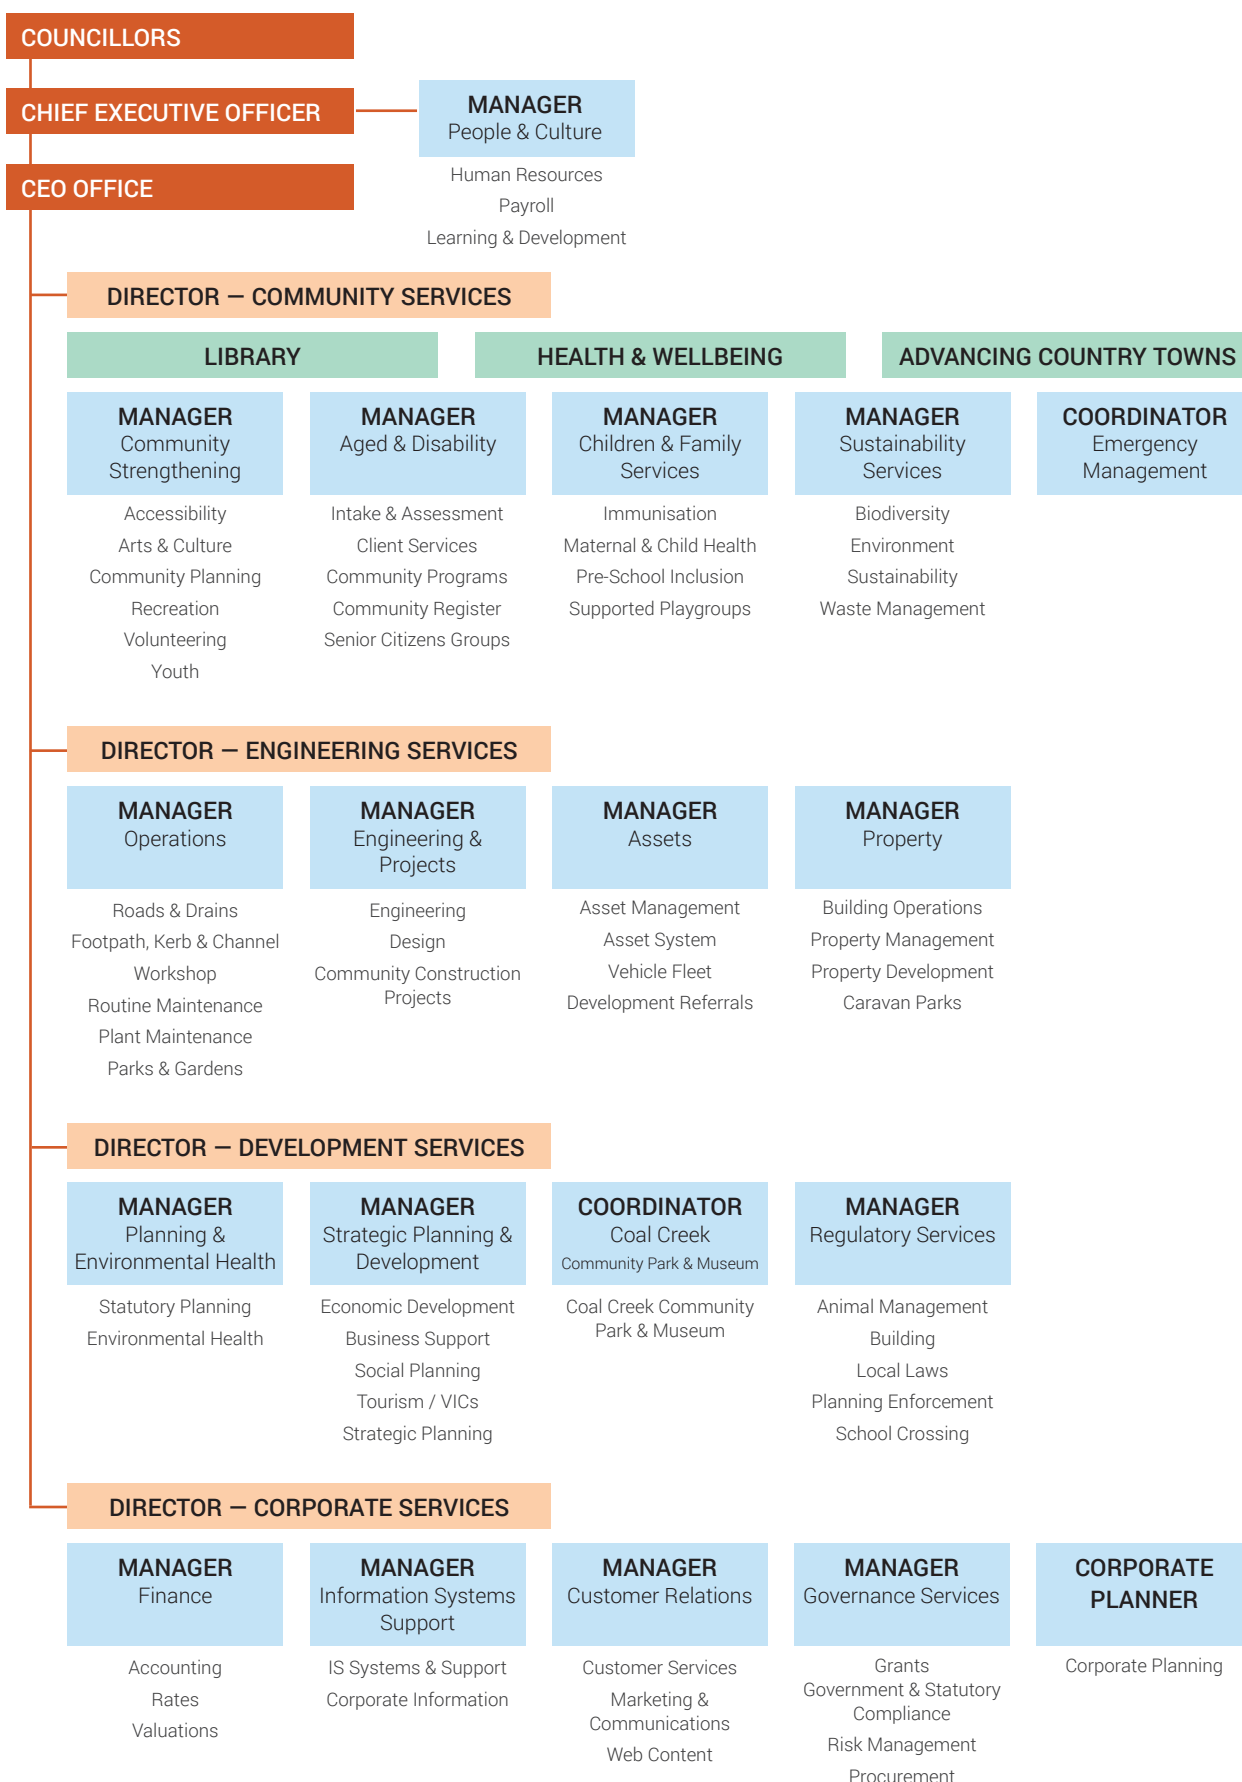 COUNCILLORS
CHIEF EXECUTIVE OFFICER
MANAGER
People & Culture
CEO OFFICE
Human Resources
Payroll
Learning & Development
DIRECTOR — COMMUNITY SERVICES
LIBRARY
HEALTH & WELLBEING
ADVANCING COUNTRY TOWNS
MANAGER
Community
Strengthening
Accessibility
Arts & Culture
Community Planning
Recreation
Volunteering
Youth
MANAGER
Aged & Disability
Intake & Assessment
Client Services
Community Programs
Community Register
Senior Citizens Groups
MANAGER
Children & Family
Services
Immunisation
Maternal & Child Health
Pre-School Inclusion
Supported Playgroups
MANAGER
Sustainability
Services
Biodiversity
Environment
Sustainability
Waste Management
COORDINATOR
Emergency
Management
DIRECTOR — ENGINEERING SERVICES
MANAGER
Operations
Roads & Drains
Footpath, Kerb & Channel
Workshop
Routine Maintenance
Plant Maintenance
Parks & Gardens
MANAGER
Engineering &
Projects
Engineering
Design
Community Construction
Projects
MANAGER
Assets
Asset Management
Asset System
Vehicle Fleet
Development Referrals
MANAGER
Property
Building Operations
Property Management
Property Development
Caravan Parks
DIRECTOR — DEVELOPMENT SERVICES
MANAGER
Planning &
Environmental Health
Statutory Planning
Environmental Health
MANAGER
Strategic Planning &
Development
Economic Development
Business Support
Social Planning
Tourism / VICs
Strategic Planning
COORDINATOR
Coal Creek
Community Park & Museum
Coal Creek Community
Park & Museum
MANAGER
Regulatory Services
Animal Management
Building
Local Laws
Planning Enforcement
School Crossing
DIRECTOR — CORPORATE SERVICES
MANAGER
Finance
Accounting
Rates
Valuations
MANAGER
Information Systems
Support
IS Systems & Support
Corporate Information
MANAGER
Customer Relations
Customer Services
Marketing &
Communications
Web Content
MANAGER
Governance Services
Grants
Government & Statutory
Compliance
Risk Management
Procurement
CORPORATE
PLANNER
Corporate Planning